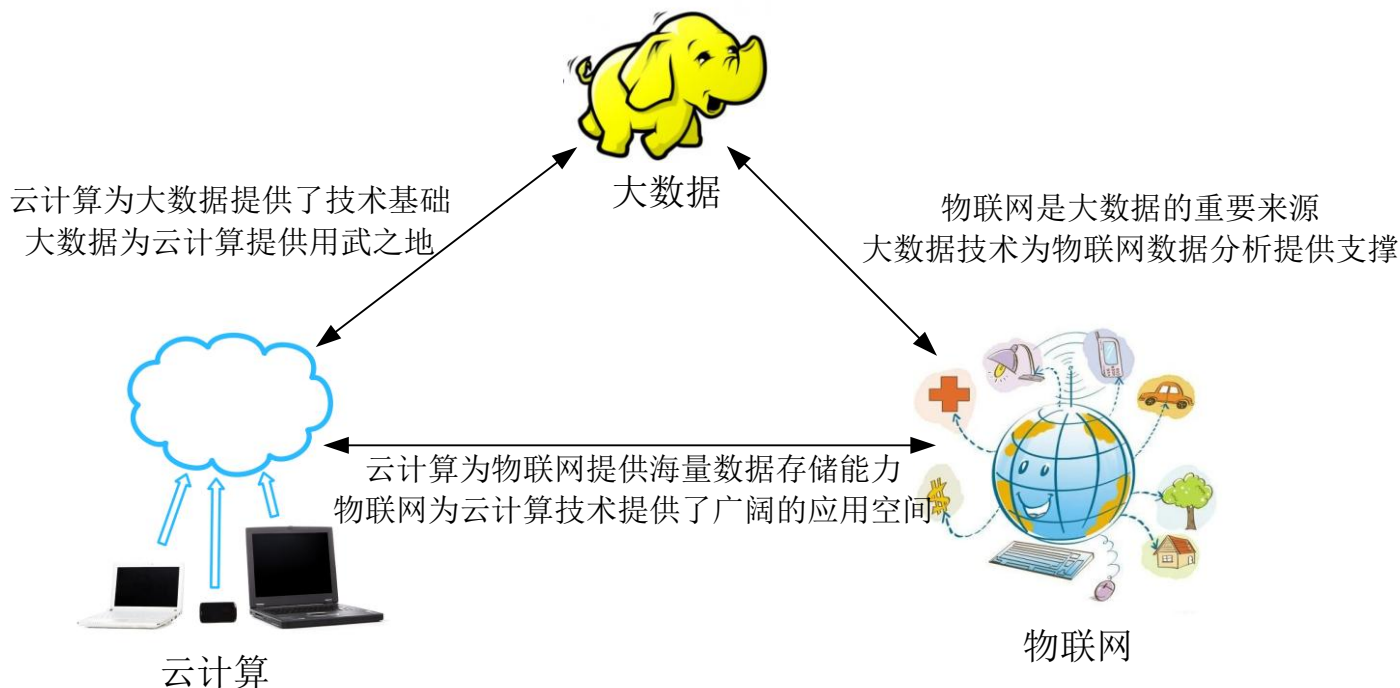 大数据
云计算为大数据提供了技术基础
大数据为云计算提供用武之地
物联网是大数据的重要来源
大数据技术为物联网数据分析提供支撑
云计算为物联网提供海量数据存储能力
物联网为云计算技术提供了广阔的应用空间
云计算
物联网